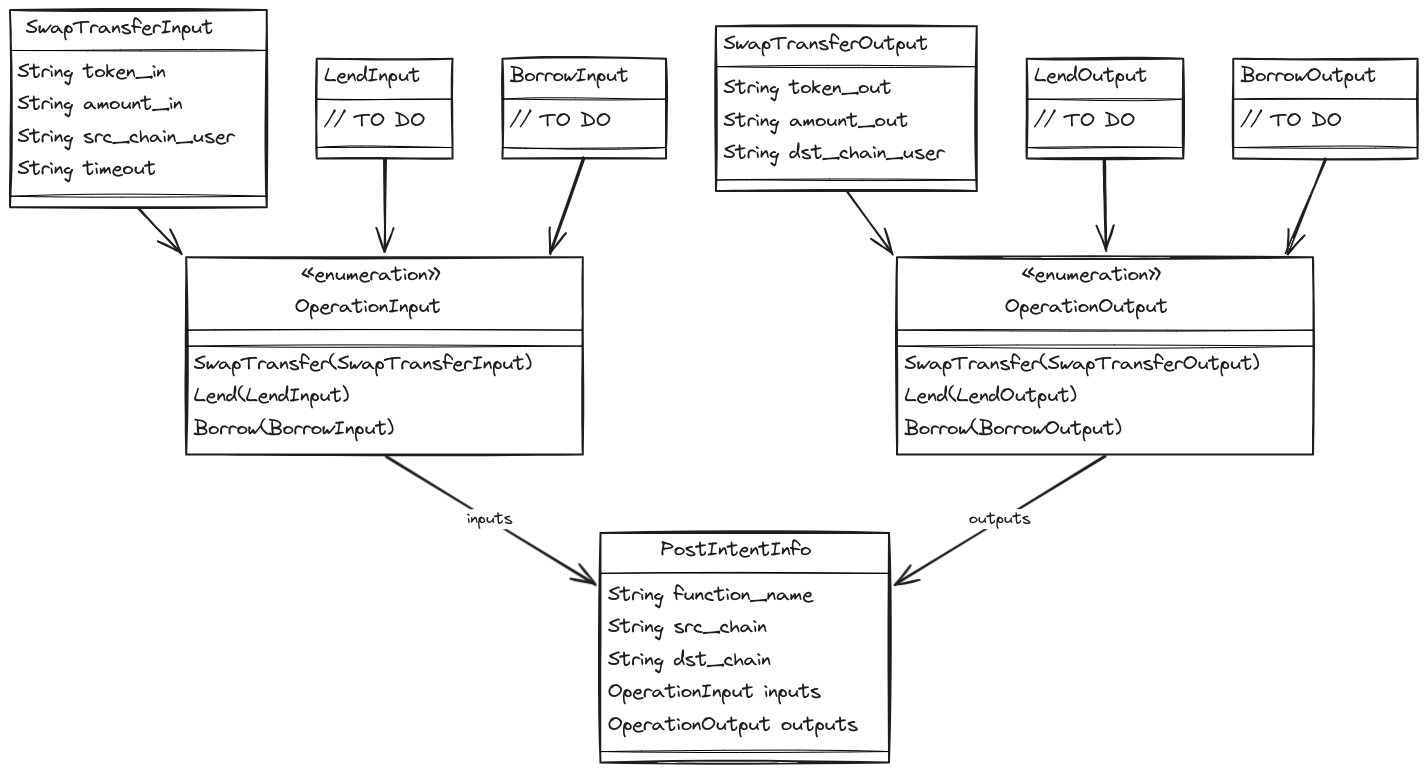 SwapTransferInput
String token_in
String amount_in
String src_chain_user
String timeout
LendInput
// TO DO
BorrowInput
// TO DO
SwapTransferOutput
String token_out
String amount_out
String dst_chain_user
LendOutput
// TO DO
BorrowOutput
// TO DO
«enumeration»
OperationInput
SwapTransfer(SwapTransferInput)
Lend(LendInput)
Borrow(BorrowInput)
«enumeration»
OperationOutput
SwapTransfer(SwapTransferOutput)
Lend(LendOutput)
Borrow(BorrowOutput)
inputs
outputs
PostIntentInfo
String function_name
String src_chain
String dst_chain
OperationInput inputs
OperationOutput outputs